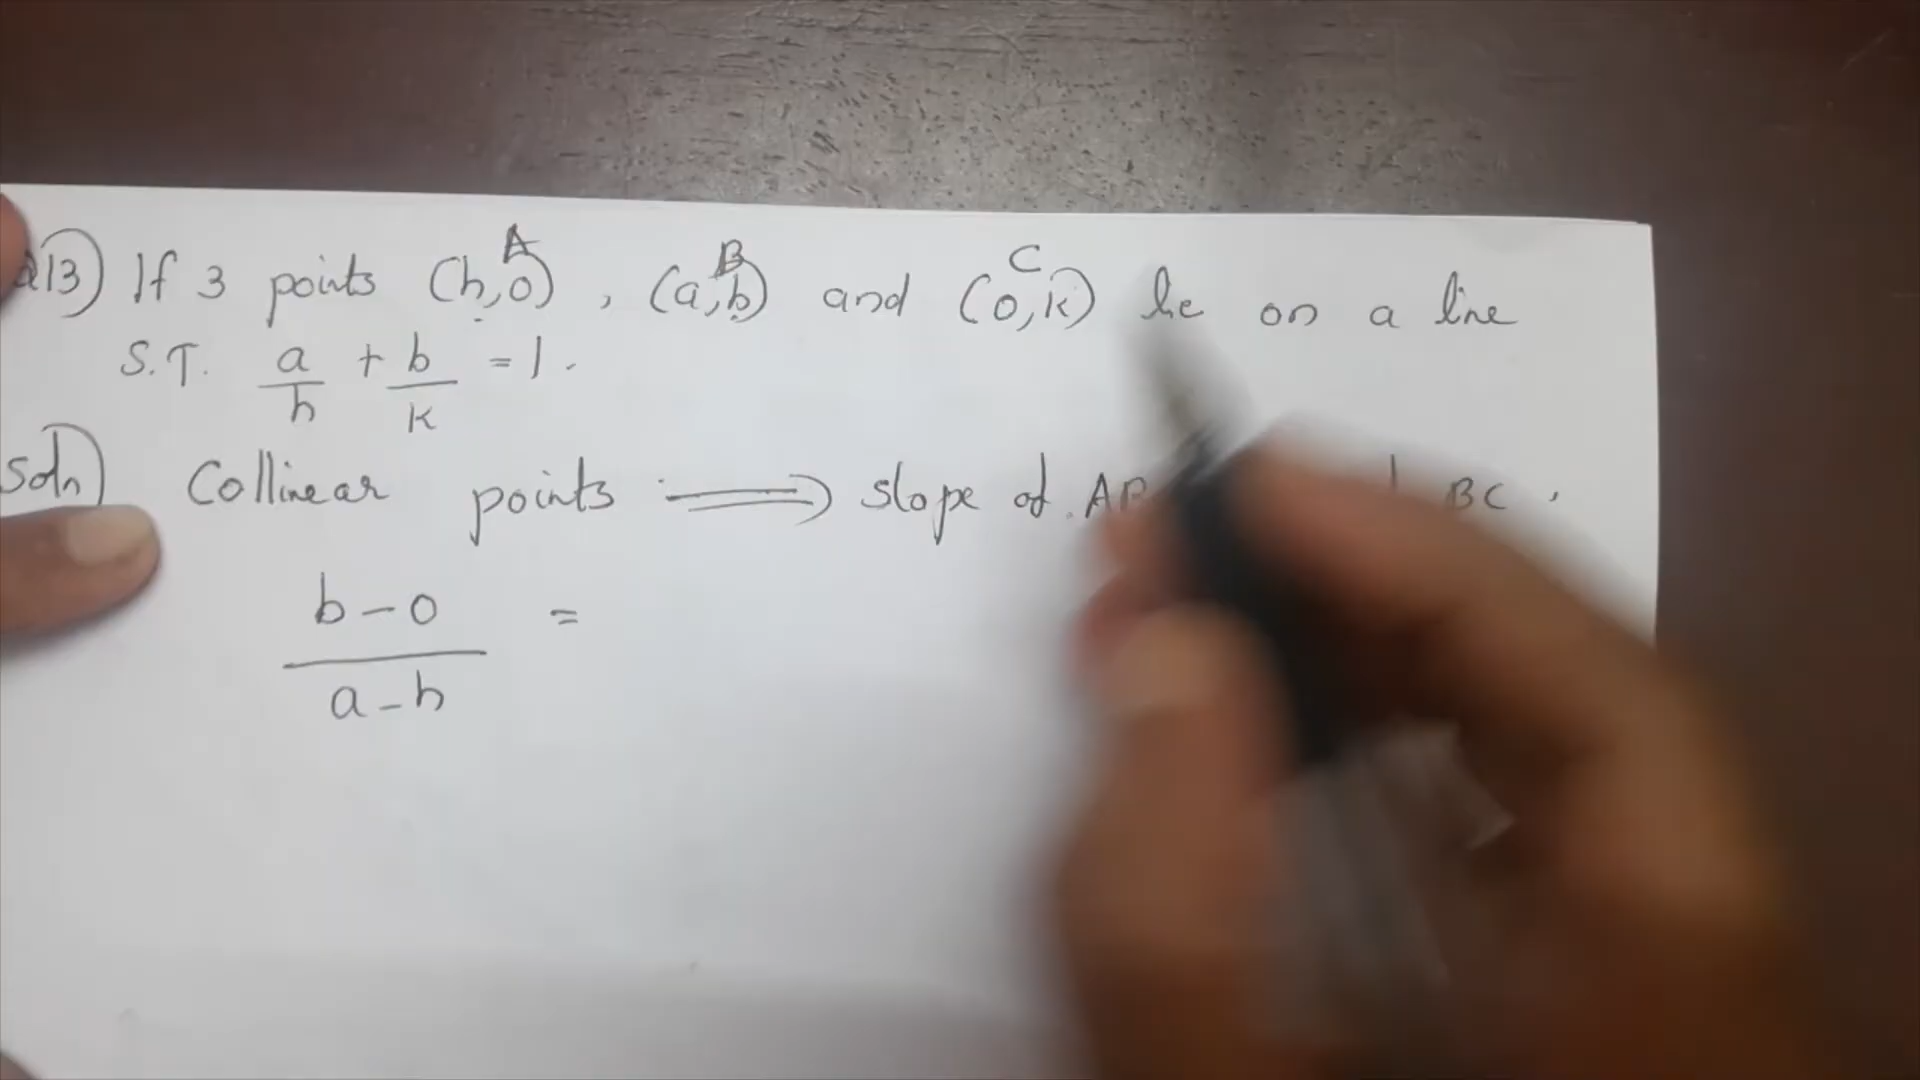 Q13) If 3 points (h,0) A, (a,b) B and (0,k) C lie on a line
S.T. a/h + b/k = 1.
Soln) Collinear points ⟹ slope of AB BC.
b-0 / a-h =